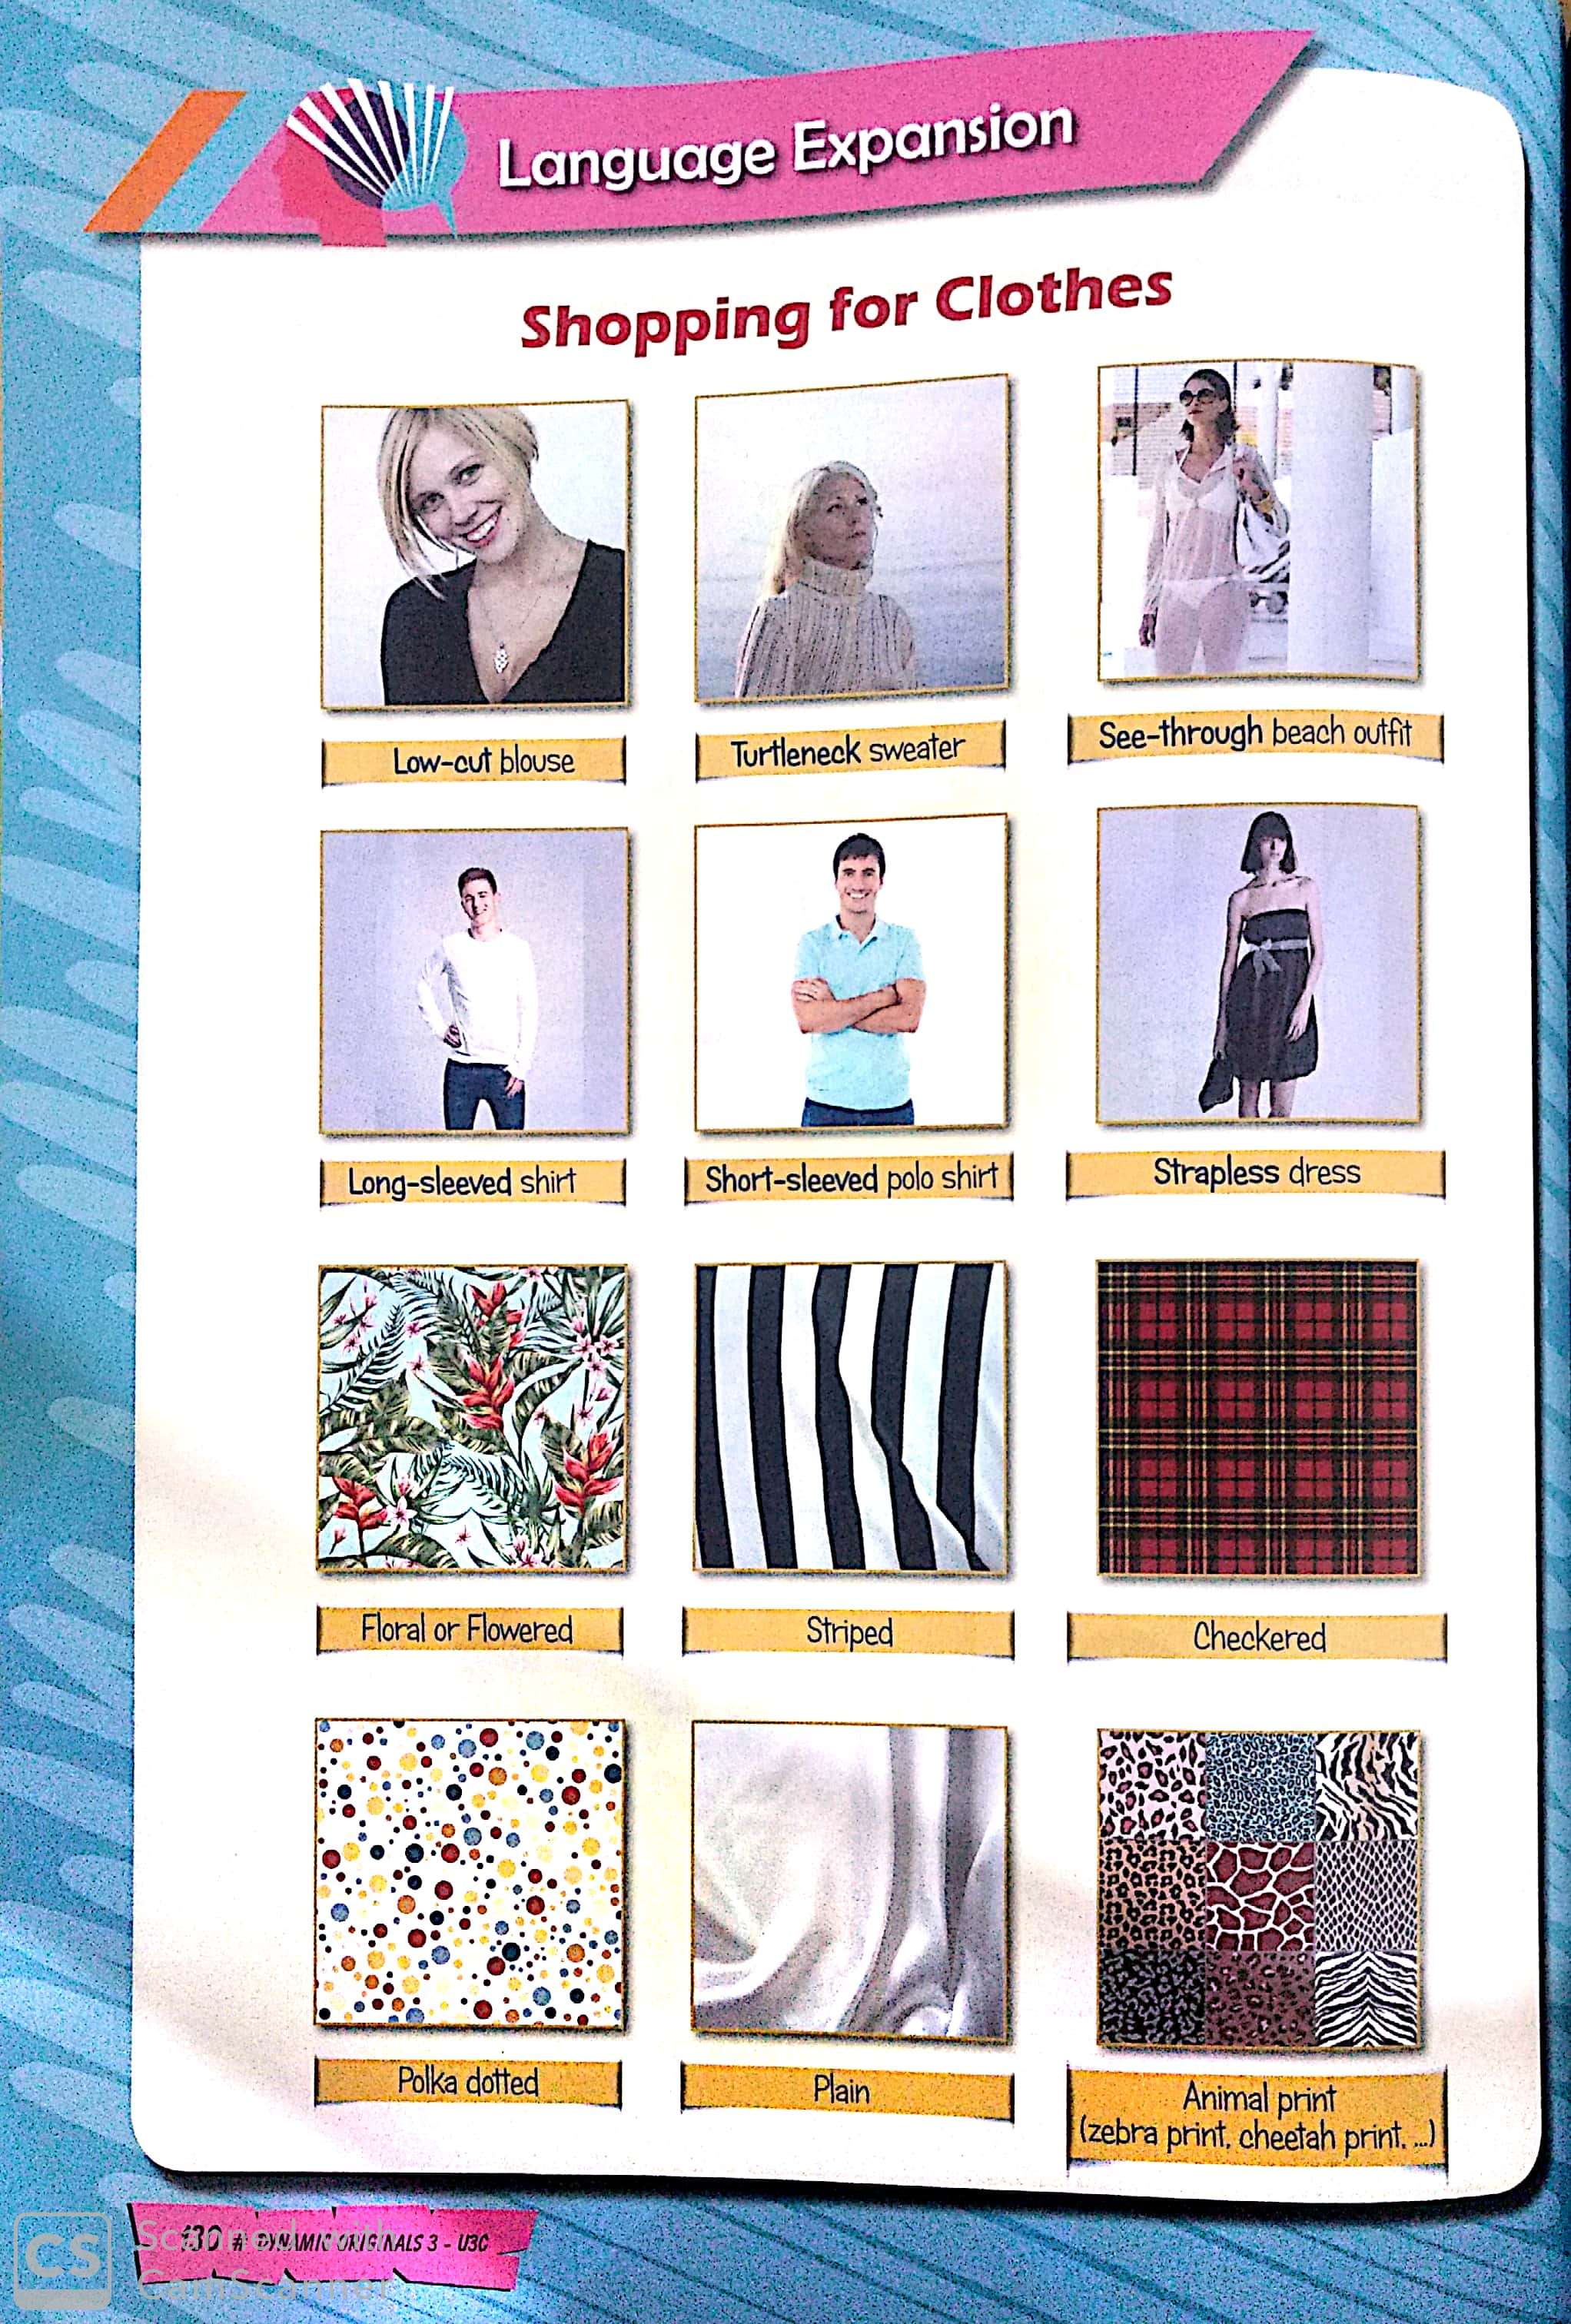 Language Expansion
Shopping for Clothes
Low-cut blouse
Turtleneck sweater
See-through beach outfit
Long-sleeved shirt
Short-sleeved polo shirt
Strapless dress
Floral or Flowered
Striped
Checkered
Polka dotted
Plain
Animal print
(zebra print, cheetah print, ...)
130 # DYNAMIC ORIGINALS 3 - U3C
CS
Scanned with
CamScanner